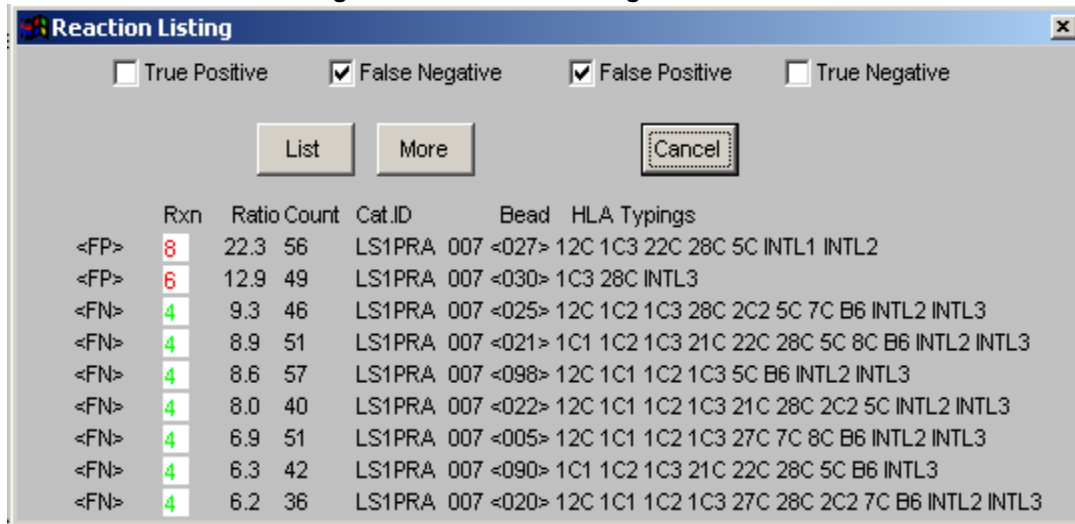 Reaction Listing
True Positive False Negative False Positive True Negative
List More Cancel
Rxn Ratio Count Cat.ID Bead HLA Typings
<FP> 8 22.3 56 LS1PRA 007 <027> 12C 1C3 22C 28C 5C INTL1 INTL2
<FP> 6 12.9 49 LS1PRA 007 <030> 1C3 28C INTL3
<FN> 4 9.3 46 LS1PRA 007 <025> 12C 1C2 1C3 28C 2C2 5C 7C B6 INTL2 INTL3
<FN> 4 8.9 51 LS1PRA 007 <021> 1C1 1C2 1C3 21C 22C 28C 5C 8C B6 INTL2 INTL3
<FN> 4 8.6 57 LS1PRA 007 <098> 12C 1C1 1C2 1C3 5C B6 INTL2 INTL3
<FN> 4 8.0 40 LS1PRA 007 <022> 12C 1C1 1C2 1C3 21C 28C 2C2 5C INTL2 INTL3
<FN> 4 6.9 51 LS1PRA 007 <005> 12C 1C1 1C2 1C3 27C 7C 8C B6 INTL2 INTL3
<FN> 4 6.3 42 LS1PRA 007 <090> 1C1 1C2 1C3 21C 22C 28C 5C B6 INTL3
<FN> 4 6.2 36 LS1PRA 007 <020> 12C 1C1 1C2 1C3 27C 28C 2C2 7C B6 INTL2 INTL3